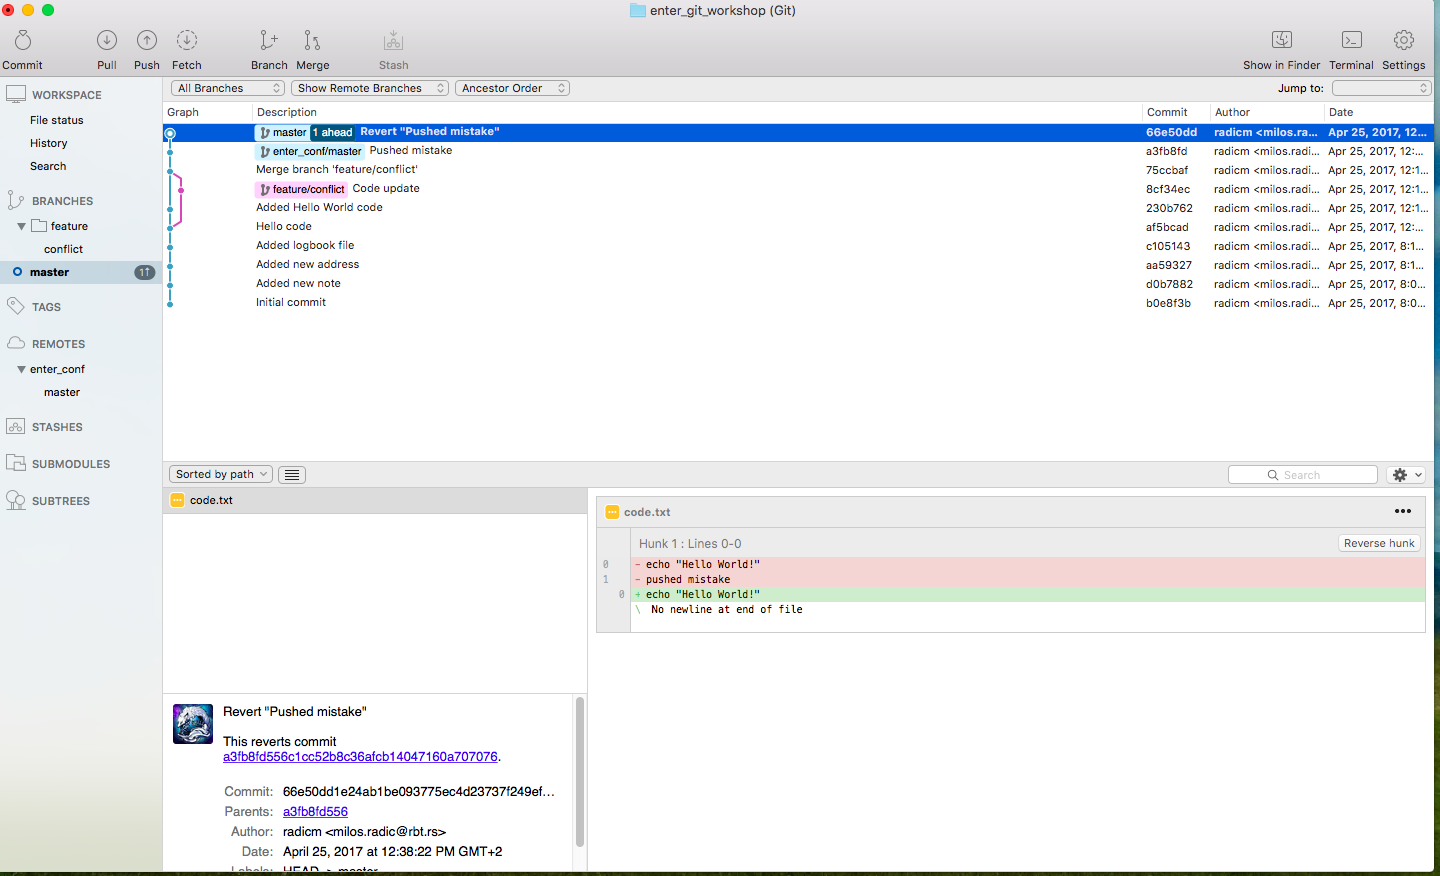 enter_git_workshop (Git)
Commit Pull Push Fetch Branch Merge Stash Show in Finder Terminal Settings
All Branches Show Remote Branches Ancestor Order Jump to:
WORKSPACE
File status
History
Search
BRANCHES
feature
conflict
master 1↑
TAGS
REMOTES
enter_conf
master
STASHES
SUBMODULES
SUBTREES
Graph Description Commit Author Date
master 1 ahead Revert "Pushed mistake" 66e50dd radicm <milos.ra... Apr 25, 2017, 12...
enter_conf/master Pushed mistake a3fb8fd radicm <milos.radi... Apr 25, 2017, 12:...
Merge branch 'feature/conflict' 75ccbaf radicm <milos.radi... Apr 25, 2017, 12:1...
feature/conflict Code update 8cf34ec radicm <milos.radi... Apr 25, 2017, 12:1...
Added Hello World code 230b762 radicm <milos.radi... Apr 25, 2017, 12:1...
Hello code af5bcad radicm <milos.radi... Apr 25, 2017, 12:...
Added logbook file c105143 radicm <milos.radi... Apr 25, 2017, 8:1...
Added new address aa59327 radicm <milos.radi... Apr 25, 2017, 8:1...
Added new note d0b7882 radicm <milos.radi... Apr 25, 2017, 8:0...
Initial commit b0e8f3b radicm <milos.radi... Apr 25, 2017, 8:0...
Sorted by path Search
code.txt
code.txt
Hunk 1 : Lines 0-0 Reverse hunk
0 - echo "Hello World!"
1 - pushed mistake
0 + echo "Hello World!"
\ No newline at end of file
Revert "Pushed mistake"
This reverts commit
a3fb8fd556c1cc52b8c36afcb14047160a707076.
Commit: 66e50dd1e24ab1be093775ec4d23737f249ef...
Parents: a3fb8fd556
Author: radicm <milos.radic@rbt.rs>
Date: April 25, 2017 at 12:38:22 PM GMT+2